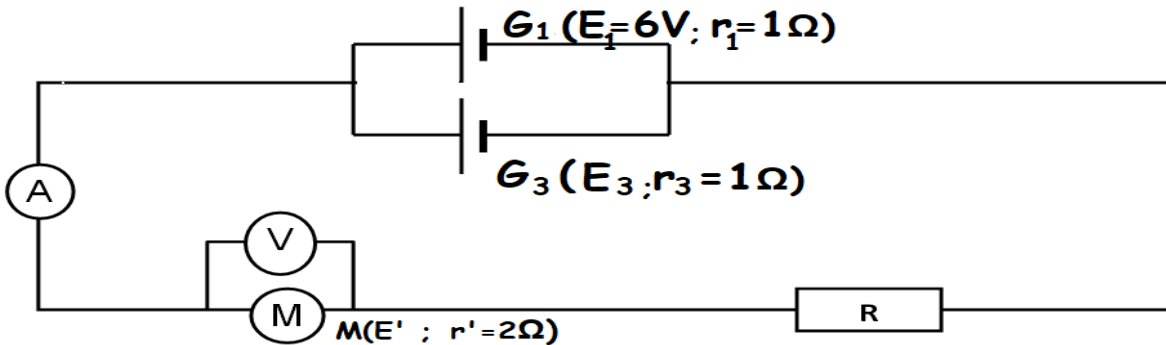 G₁ (E₁=6V; r₁=1Ω)
G₃ (E₃;r₃=1Ω)
A
V
M
M(E' ; r'=2Ω)
R